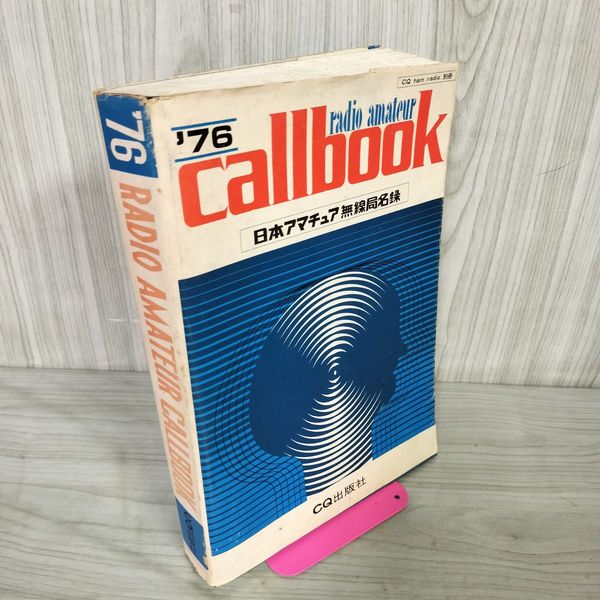 CQ ham radio 別冊
'76
radio amateur
callbook
日本アマチュア無線局名録
CQ出版社
'76
RADIO AMATEUR CALLBOOK